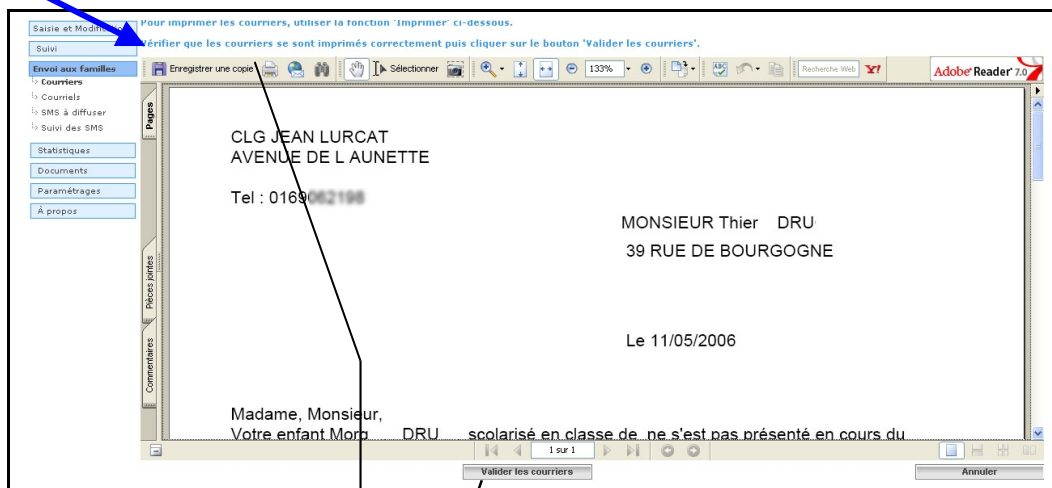 Pour imprimer les courriers, utiliser la fonction 'Imprimer' ci-dessous.
Vérifier que les courriers se sont imprimés correctement puis cliquer sur le bouton 'Valider les courriers'.
Saisie et
Suivi
Envoi aux familles
Courriers
Courriels
SMS à diffuser
Suivi des SMS
Statistiques
Documents
Paramétrages
À propos
Enregistrer une copie
Sélectionner
133%
Recherche Web
Y!
Adobe Reader 7.0
Pages
Pièces jointes
Commentaires
CLG JEAN LURCAT
AVENUE DE L AUNETTE
Tel : 0169
MONSIEUR Thier DRU
39 RUE DE BOURGOGNE
Le 11/05/2006
Madame, Monsieur,
Votre enfant Morg DRU scolarisé en classe de ne s'est pas présenté en cours du
1 sur 1
Valider les courriers
Annuler